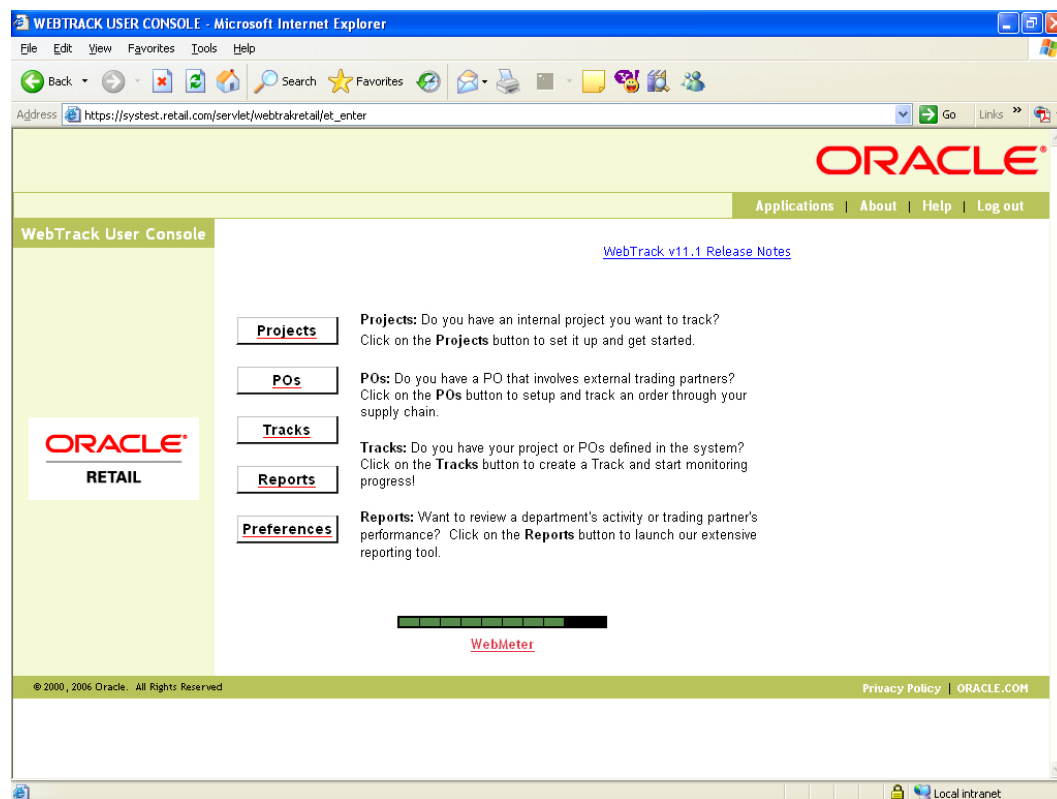 WEBTRACK USER CONSOLE - Microsoft Internet Explorer
File Edit View Favorites Tools Help
Back Search Favorites
Address https://systest.retail.com/servlet/webtrakretail/et_enter Go Links »
ORACLE®
Applications | About | Help | Log out
WebTrack User Console
WebTrack v11.1 Release Notes
Projects
Projects: Do you have an internal project you want to track?
Click on the Projects button to set it up and get started.
POs
POs: Do you have a PO that involves external trading partners?
Click on the POs button to setup and track an order through your
supply chain.
Tracks
Tracks: Do you have your project or POs defined in the system?
Click on the Tracks button to create a Track and start monitoring
progress!
Reports
Preferences
Reports: Want to review a department's activity or trading partner's
performance? Click on the Reports button to launch our extensive
reporting tool.
ORACLE®
RETAIL
WebMeter
© 2000, 2006 Oracle. All Rights Reserved
Privacy Policy | ORACLE.COM
Local intranet